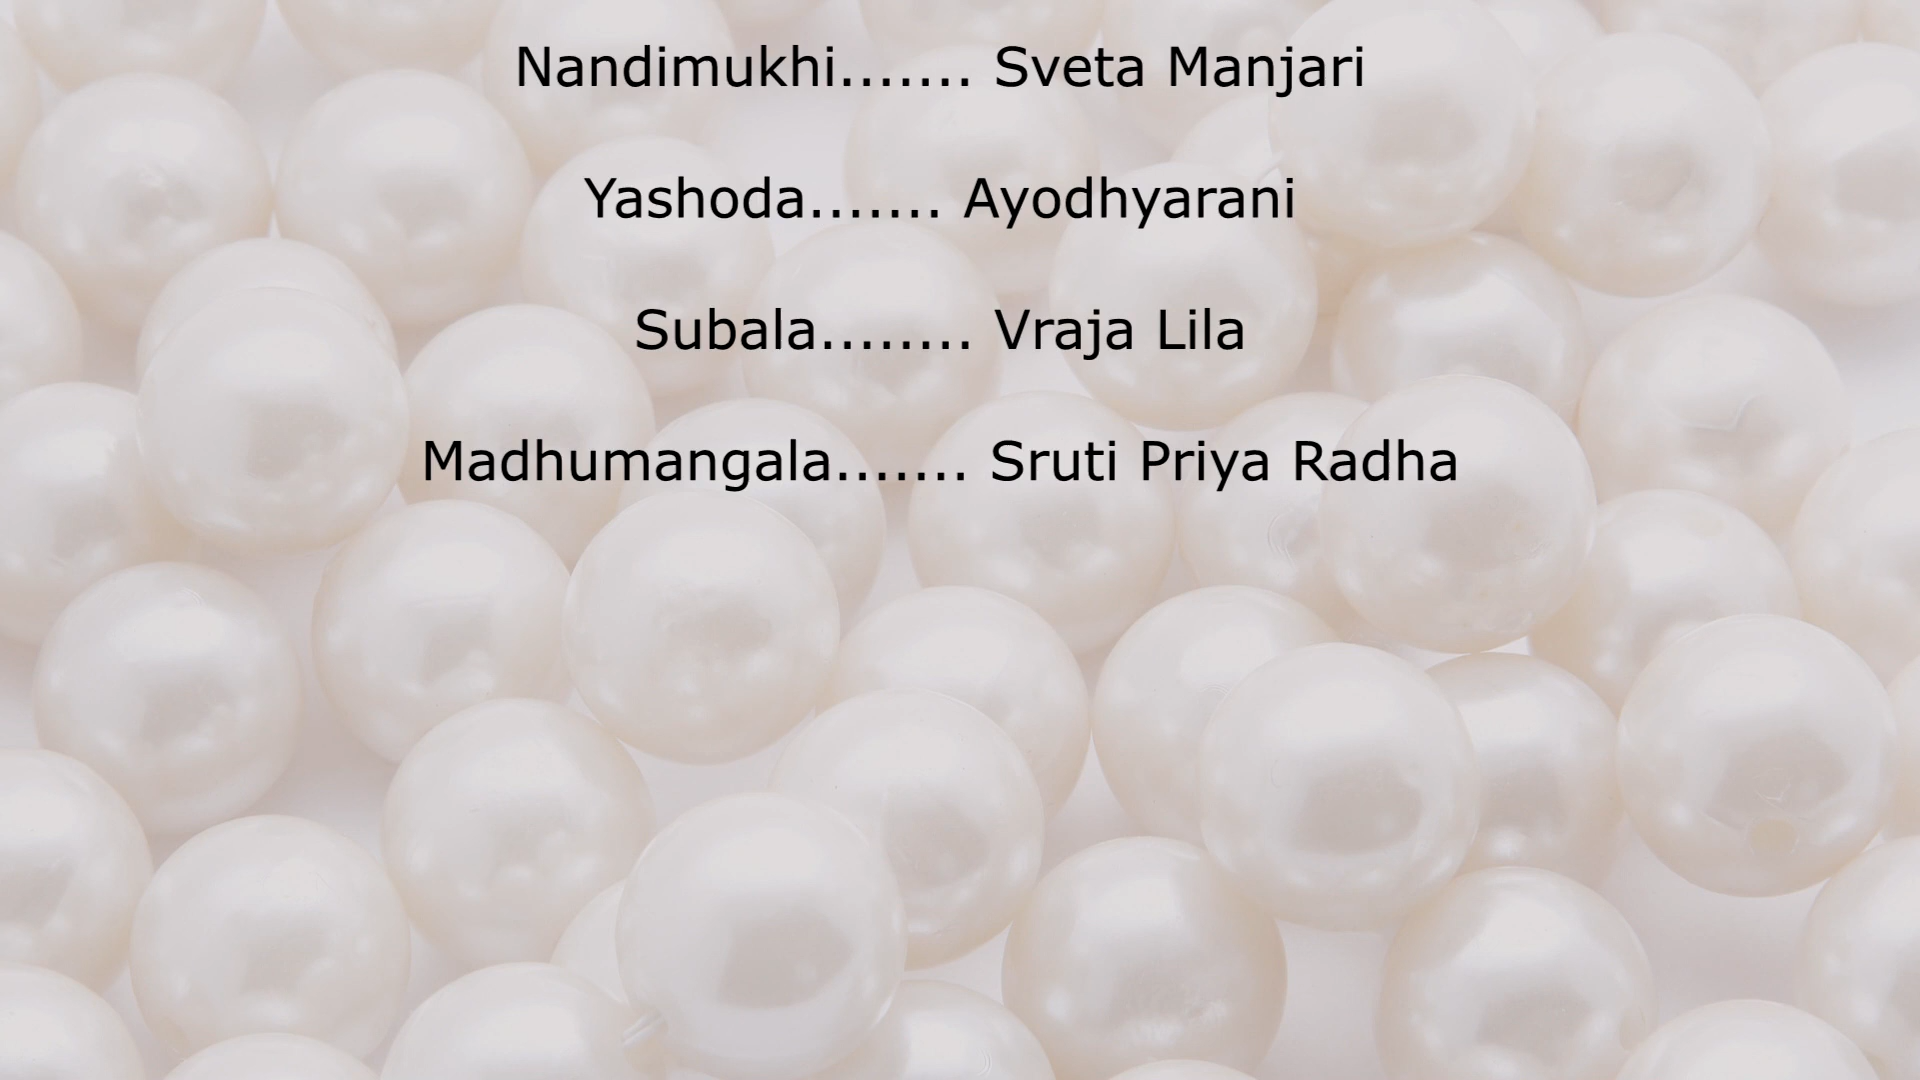 Nandimukhi....... Sveta Manjari
Yashoda....... Ayodhyarani
Subala........ Vraja Lila
Madhumangala....... Sruti Priya Radha